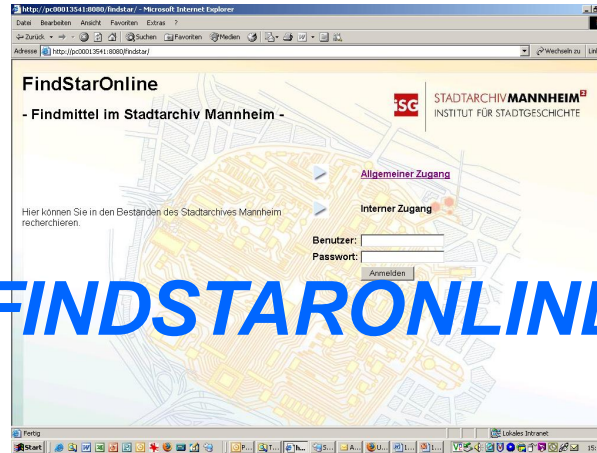 http://pc00013541:8080/findstar/ - Microsoft Internet Explorer
Datei Bearbeiten Ansicht Favoriten Extras ?
Zurück Suchen Favoriten Medien
Adresse http://pc00013541:8080/findstar/ Wechseln zu
FindStarOnline
- Findmittel im Stadtarchiv Mannheim -
iSG
STADTARCHIV MANNHEIM²
INSTITUT FÜR STADTGESCHICHTE
Allgemeiner Zugang
Interner Zugang
Hier können Sie in den Beständen des Stadtarchives Mannheim
recherchieren.
Benutzer:
Passwort:
Anmelden
FINDSTARONLINE
Fertig Lokales Intranet
Start